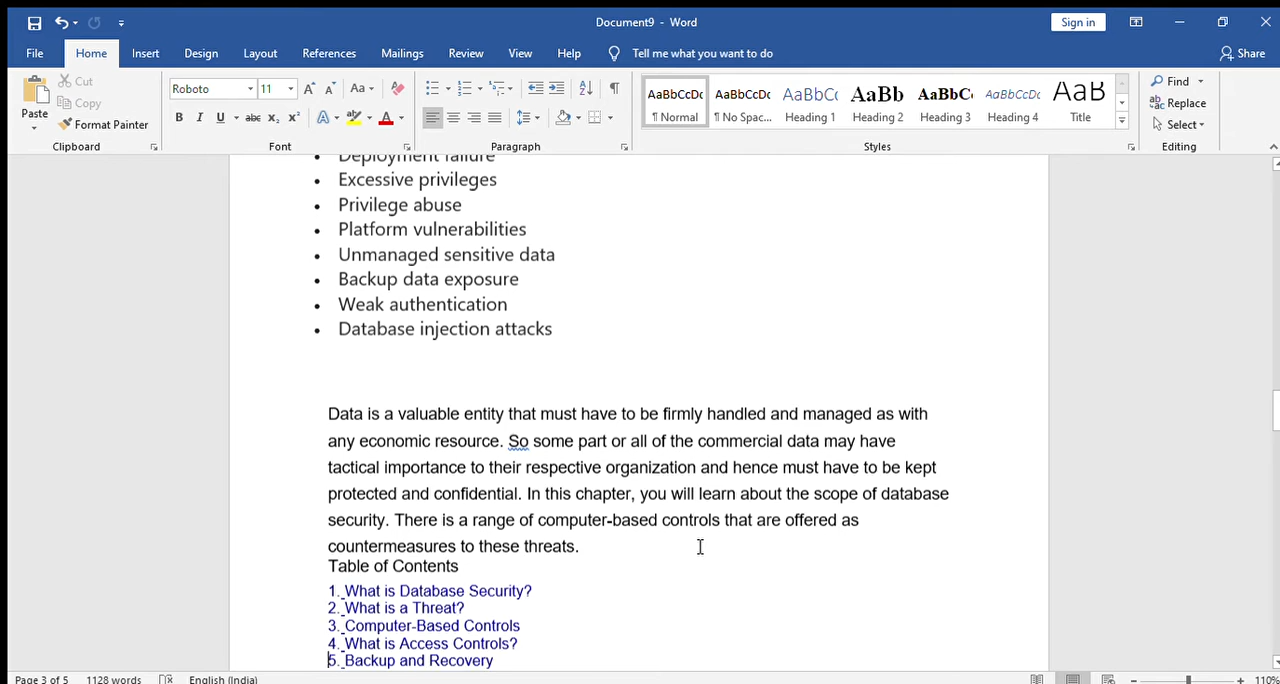 Document9 - Word
Sign in
File Home Insert Design Layout References Mailings Review View Help Tell me what you want to do Share
Paste
Cut
Copy
Format Painter
Clipboard
Roboto 11
Font
Paragraph
AaBbCcDc ¶ Normal
AaBbCcDc ¶ No Spac...
AaBbCc Heading 1
AaBb Heading 2
AaBbC Heading 3
AaBbCcDc Heading 4
AaB Title
Styles
Find
Replace
Select
Editing
• Deployment failure
• Excessive privileges
• Privilege abuse
• Platform vulnerabilities
• Unmanaged sensitive data
• Backup data exposure
• Weak authentication
• Database injection attacks
Data is a valuable entity that must have to be firmly handled and managed as with
any economic resource. So some part or all of the commercial data may have
tactical importance to their respective organization and hence must have to be kept
protected and confidential. In this chapter, you will learn about the scope of database
security. There is a range of computer-based controls that are offered as
countermeasures to these threats.
Table of Contents
1. What is Database Security?
2. What is a Threat?
3. Computer-Based Controls
4. What is Access Controls?
5. Backup and Recovery
Page 3 of 5 1128 words English (India) 110%